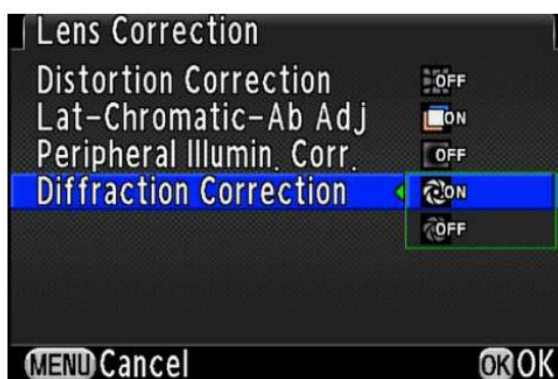 Lens Correction
Distortion Correction OFF
Lat-Chromatic-Ab Adj ON
Peripheral Illumin. Corr. OFF
Diffraction Correction ON
OFF
MENU Cancel OK OK